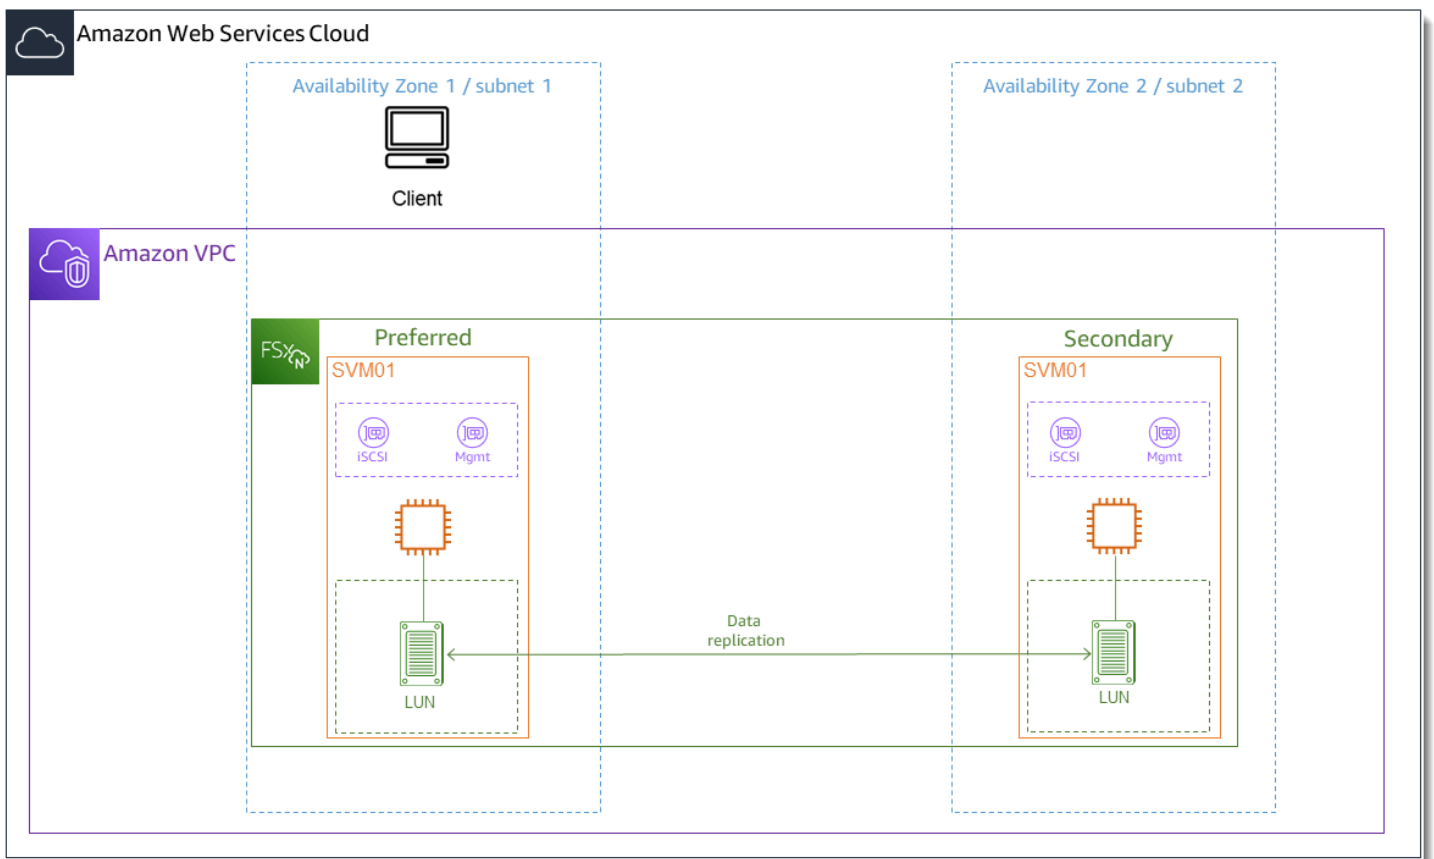 Amazon Web Services Cloud
Availability Zone 1 / subnet 1
Availability Zone 2 / subnet 2
Client
Amazon VPC
FSx
N
Preferred
Secondary
SVM01
SVM01
iSCSI
Mgmt
iSCSI
Mgmt
Data
replication
LUN
LUN